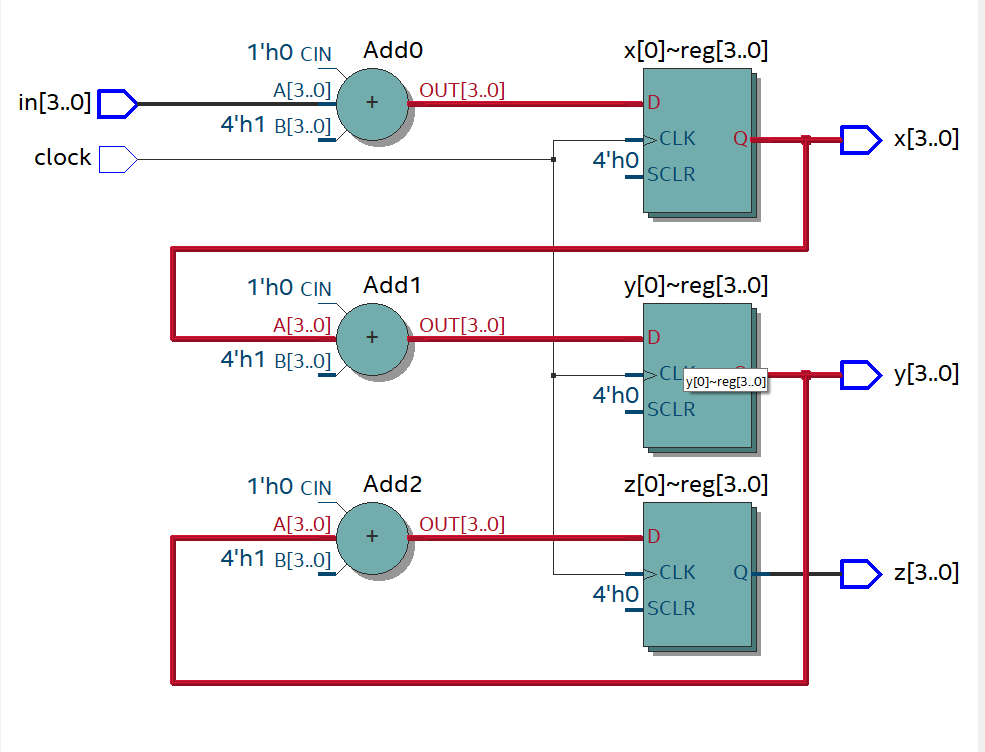 1'h0 CIN Add0 x[0]~reg[3..0]
in[3..0] A[3..0] + OUT[3..0] D
4'h1 B[3..0] CLK Q x[3..0]
clock 4'h0
SCLR
1'h0 CIN Add1 y[0]~reg[3..0]
A[3..0] + OUT[3..0] D
4'h1 B[3..0] y[3..0]
y[0]~reg[3..0]
4'h0 SCLR
1'h0 CIN Add2 z[0]~reg[3..0]
A[3..0] + OUT[3..0] D
4'h1 B[3..0] CLK Q z[3..0]
4'h0 SCLR